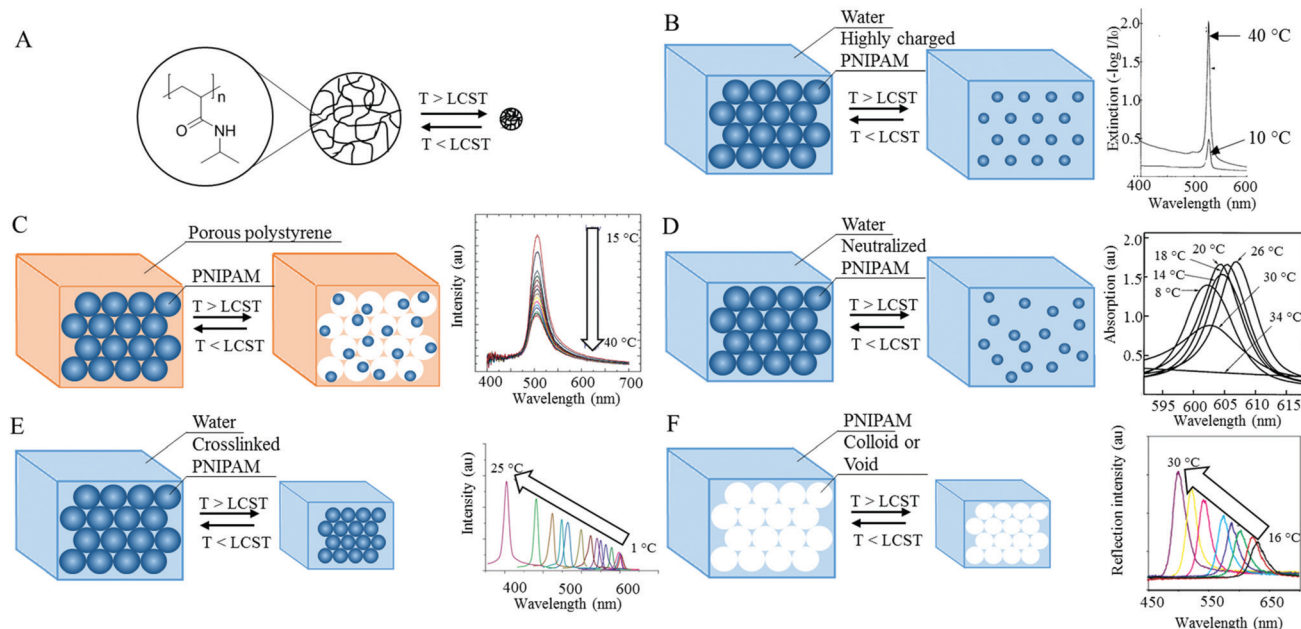 A
n
O
NH
T > LCST
T < LCST
B
Water
Highly charged
PNIPAM
T > LCST
T < LCST
Extinction (-log I/I₀)
2.0
1.5
1.0
0.5
40 °C
10 °C
400
500
600
Wavelength (nm)
C
Porous polystyrene
PNIPAM
T > LCST
T < LCST
Intensity (au)
15 °C
40 °C
400
500
600
700
Wavelength (nm)
D
Water
Neutralized
PNIPAM
T > LCST
T < LCST
Absorption (au)
2.0
1.5
1.0
0.5
20 °C
26 °C
18 °C
30 °C
14 °C
8 °C
34 °C
595
600
605
610
615
Wavelength (nm)
E
Water
Crosslinked
PNIPAM
T > LCST
T < LCST
Intensity (au)
25 °C
1 °C
400
500
600
Wavelength (nm)
F
PNIPAM
Colloid or
Void
T > LCST
T < LCST
Reflection intensity (au)
30 °C
16 °C
450
550
650
Wavelength (nm)